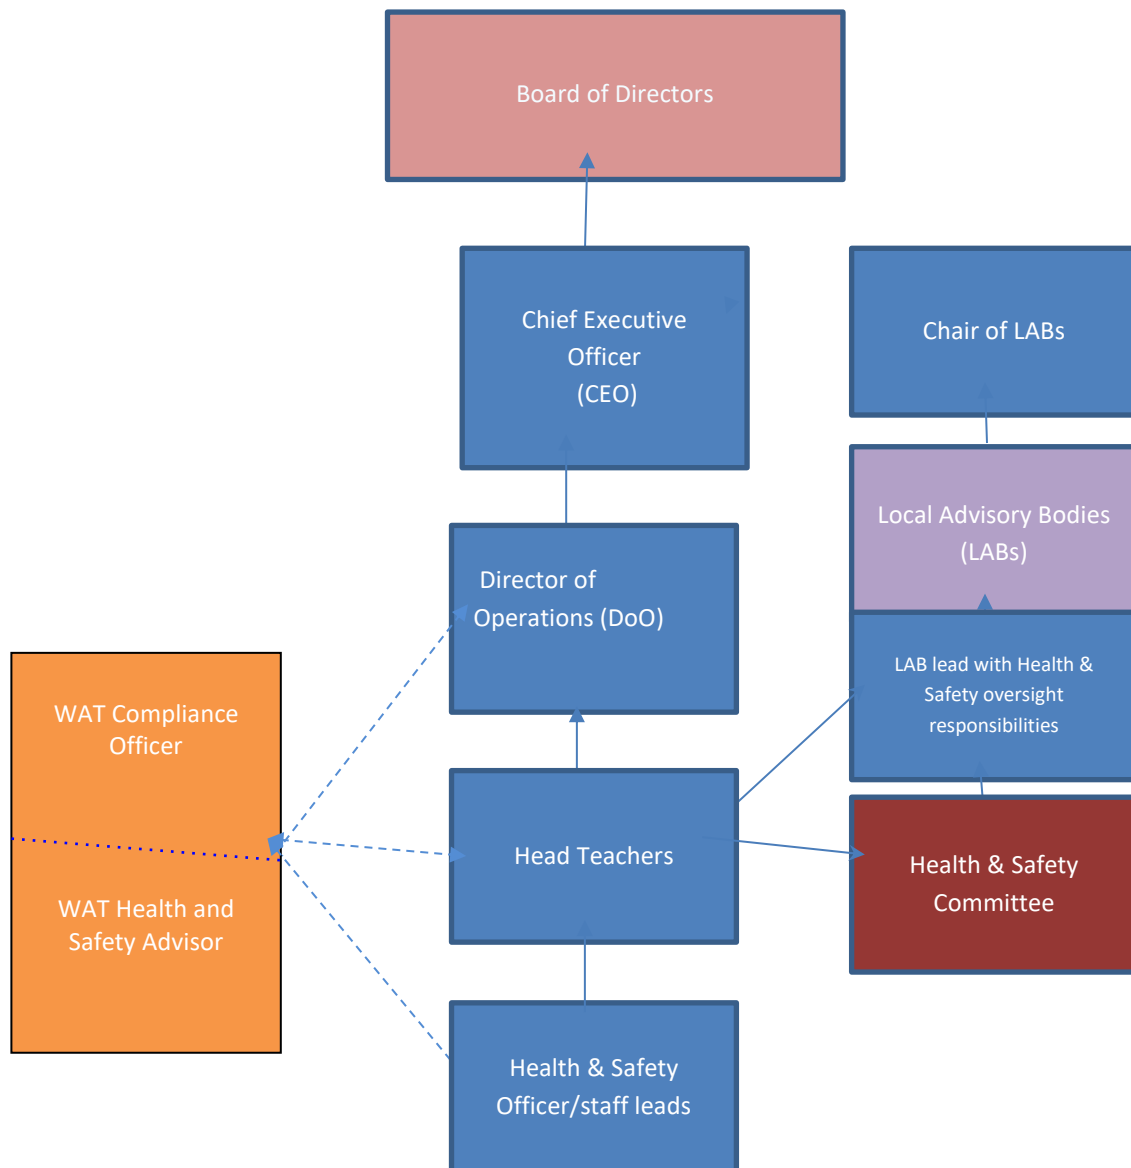 Board of Directors
Chief Executive
Officer
(CEO)
Chair of LABs
Local Advisory Bodies
(LABs)
Director of
Operations (DoO)
LAB lead with Health &
Safety oversight
responsibilities
WAT Compliance
Officer
WAT Health and
Safety Advisor
Head Teachers
Health & Safety
Committee
Health & Safety
Officer/staff leads